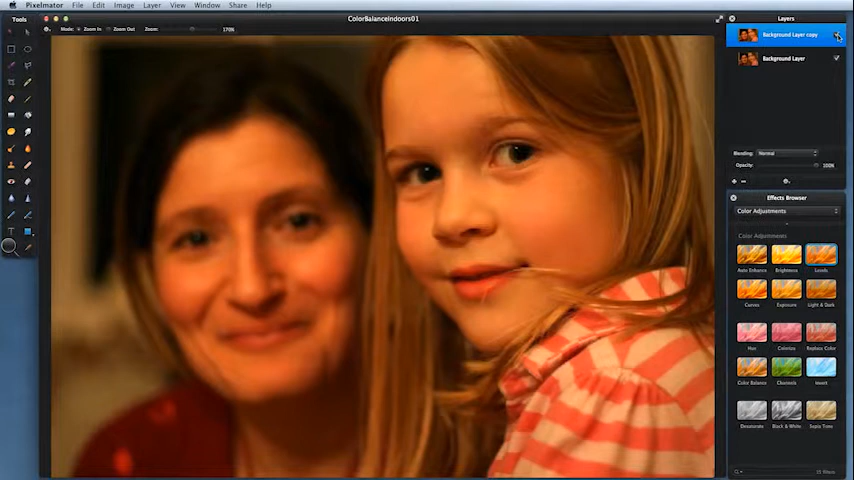 Pixelmator File Edit Image Layer View Window Share Help
Tools
ColorBalanceIndoors01
Mode: Zoom In Zoom Out Zoom: 170%
Layers
Background Layer copy
Background Layer
Blending: Normal
Opacity: 100%
Effects Browser
Color Adjustments
Color Adjustments
Auto Enhance Brightness Levels
Curves Exposure Light & Dark
Hue Colorize Replace Color
Color Balance Channels Invert
Desaturate Black & White Sepia Tone